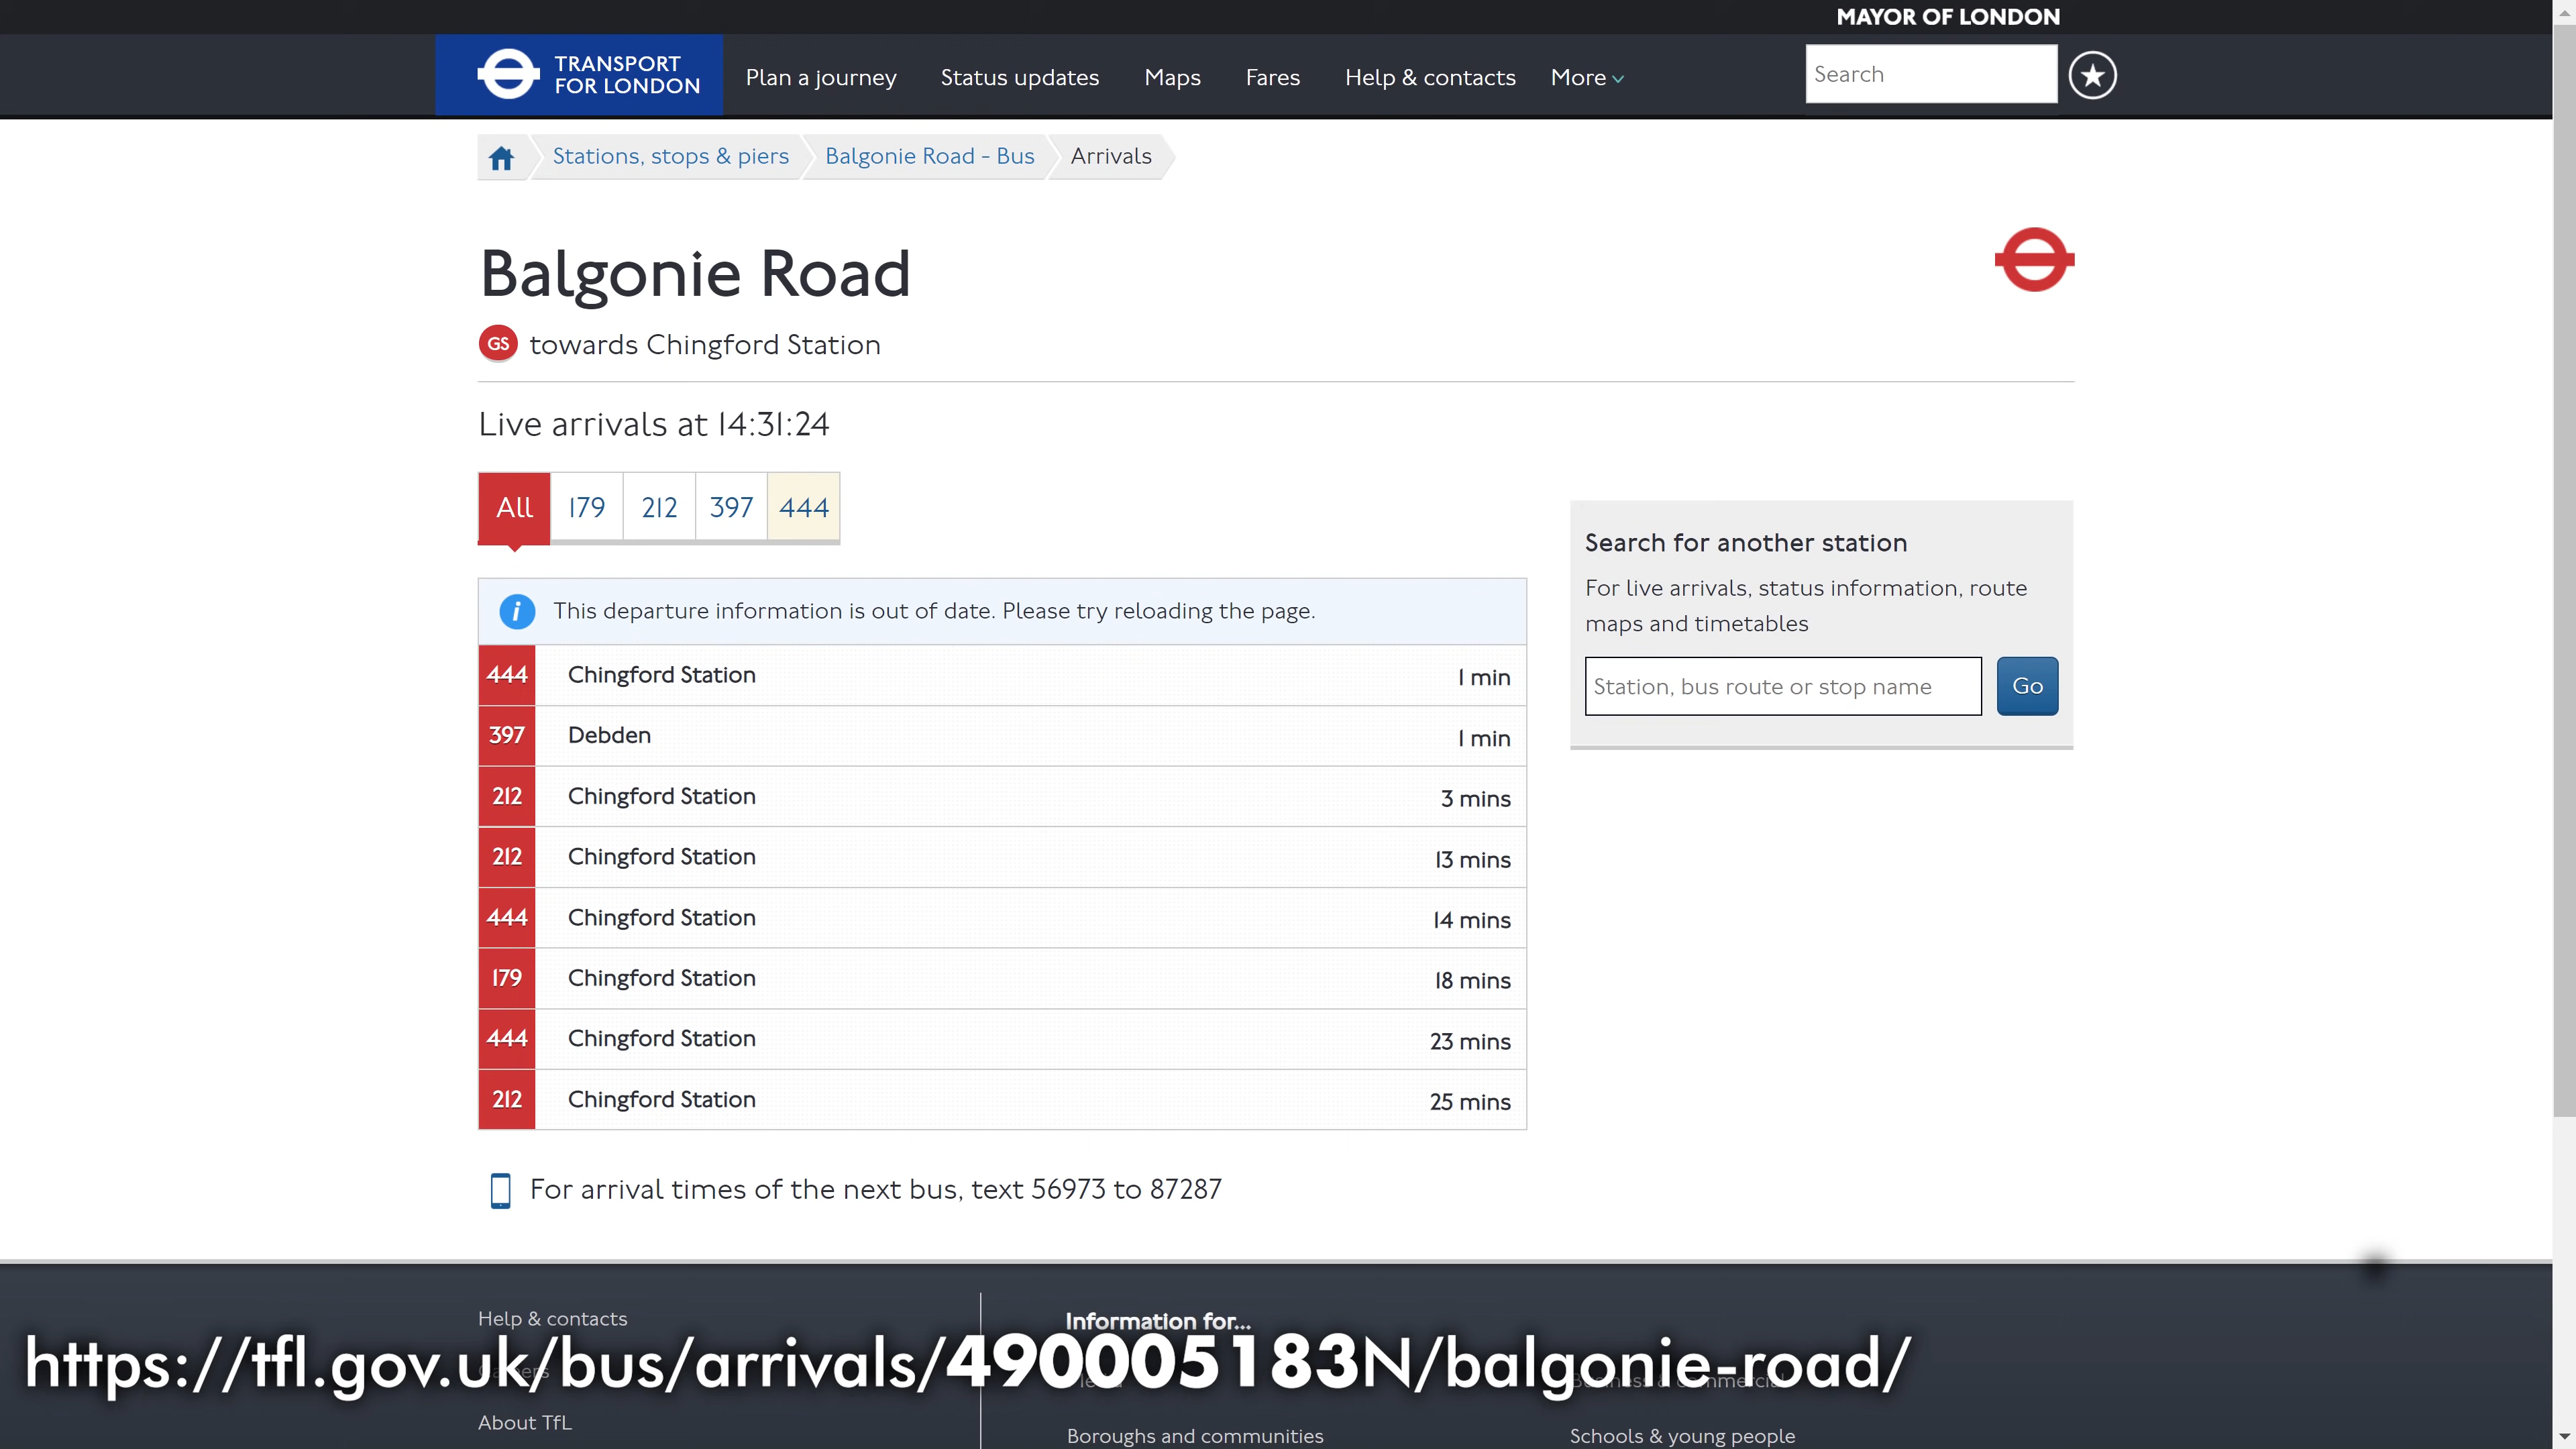 MAYOR OF LONDON
TRANSPORT
FOR LONDON
Plan a journey
Status updates
Maps
Fares
Help & contacts
More
Search
Stations, stops & piers
Balgonie Road - Bus
Arrivals
Balgonie Road
GS towards Chingford Station
Live arrivals at 14:31:24
All 179 212 397 444
i This departure information is out of date. Please try reloading the page.
444 Chingford Station 1 min
397 Debden 1 min
212 Chingford Station 3 mins
212 Chingford Station 13 mins
444 Chingford Station 14 mins
179 Chingford Station 18 mins
444 Chingford Station 23 mins
212 Chingford Station 25 mins
For arrival times of the next bus, text 56973 to 87287
Search for another station
For live arrivals, status information, route
maps and timetables
Station, bus route or stop name
Go
Help & contacts
Information for...
https://tfl.gov.uk/bus/arrivals/490005183N/balgonie-road/
Business & commercial
About TfL
Boroughs and communities
Schools & young people